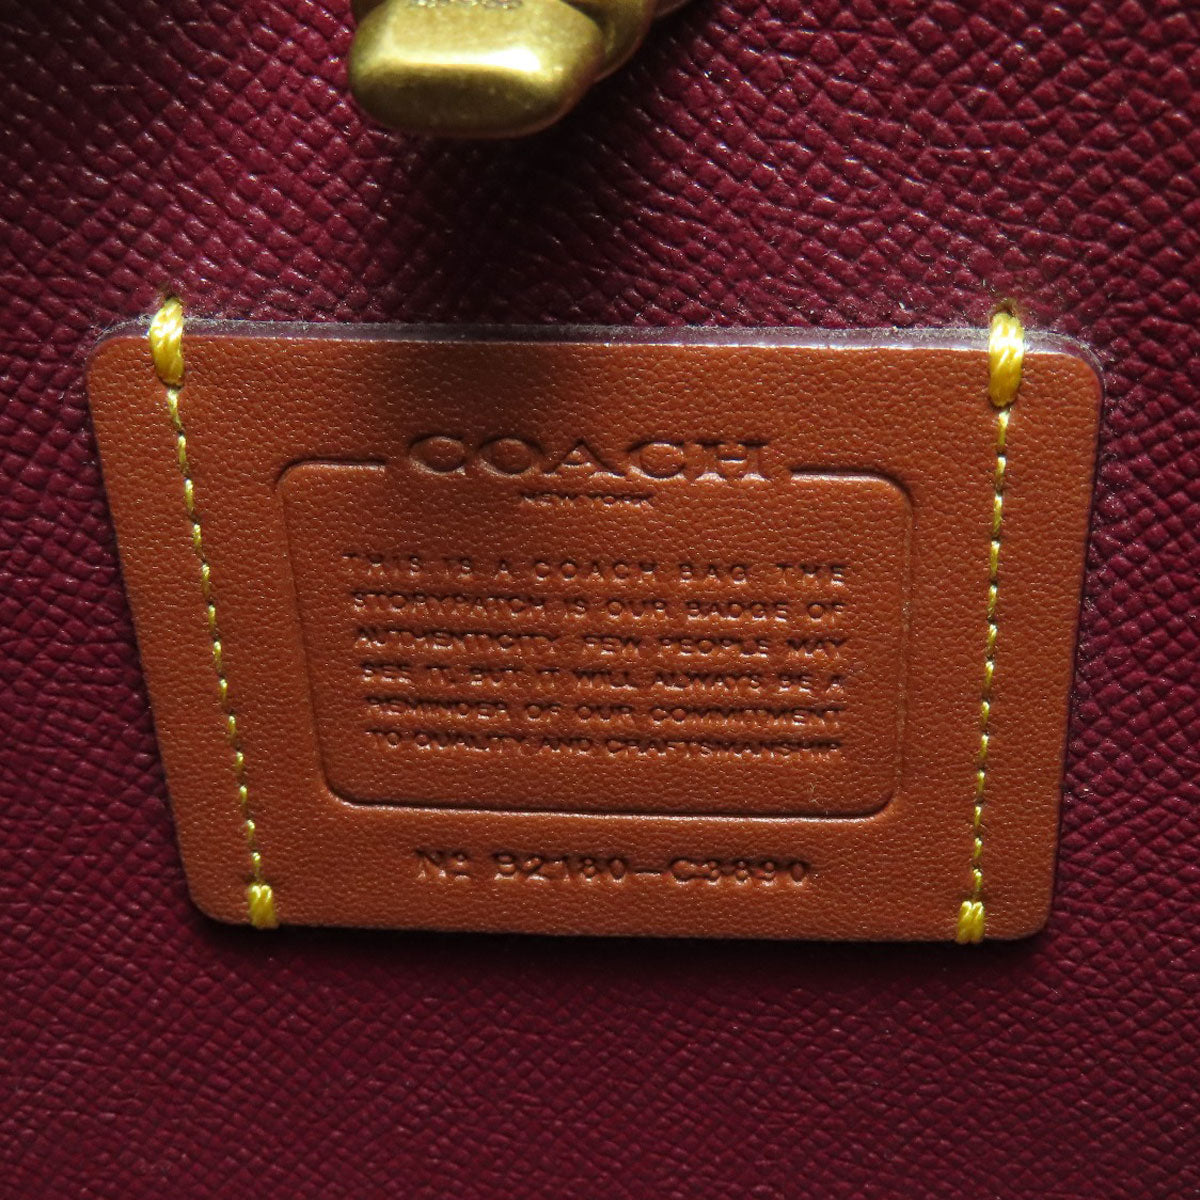 COACH
NEW YORK
THIS IS A COACH BAG. THE
STORYPATCH IS OUR BADGE OF
AUTHENTICITY. FEW PEOPLE MAY
SEE IT, BUT IT WILL ALWAYS BE A
REMINDER OF OUR COMMITMENT
TO QUALITY AND CRAFTSMANSHIP.
Nº B2180-C3890